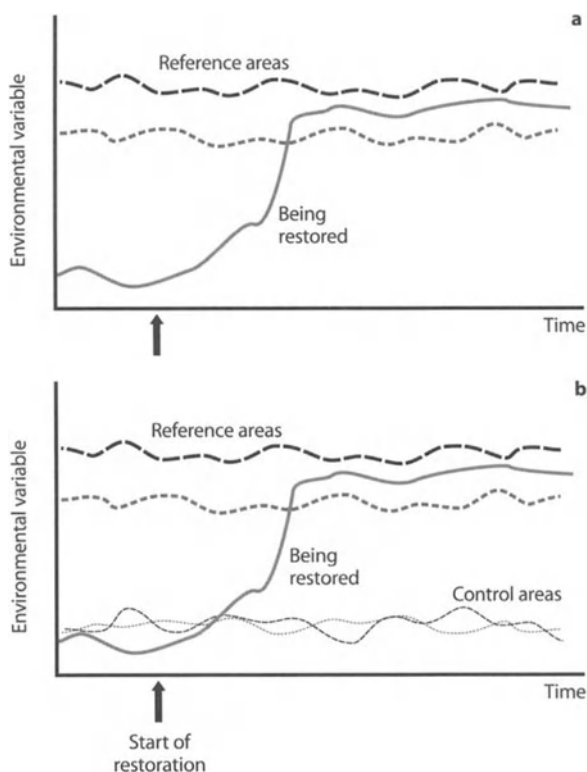 a
Reference areas
Environmental variable
Being
restored
Time
b
Reference areas
Environmental variable
Being
restored
Control areas
Time
Start of
restoration